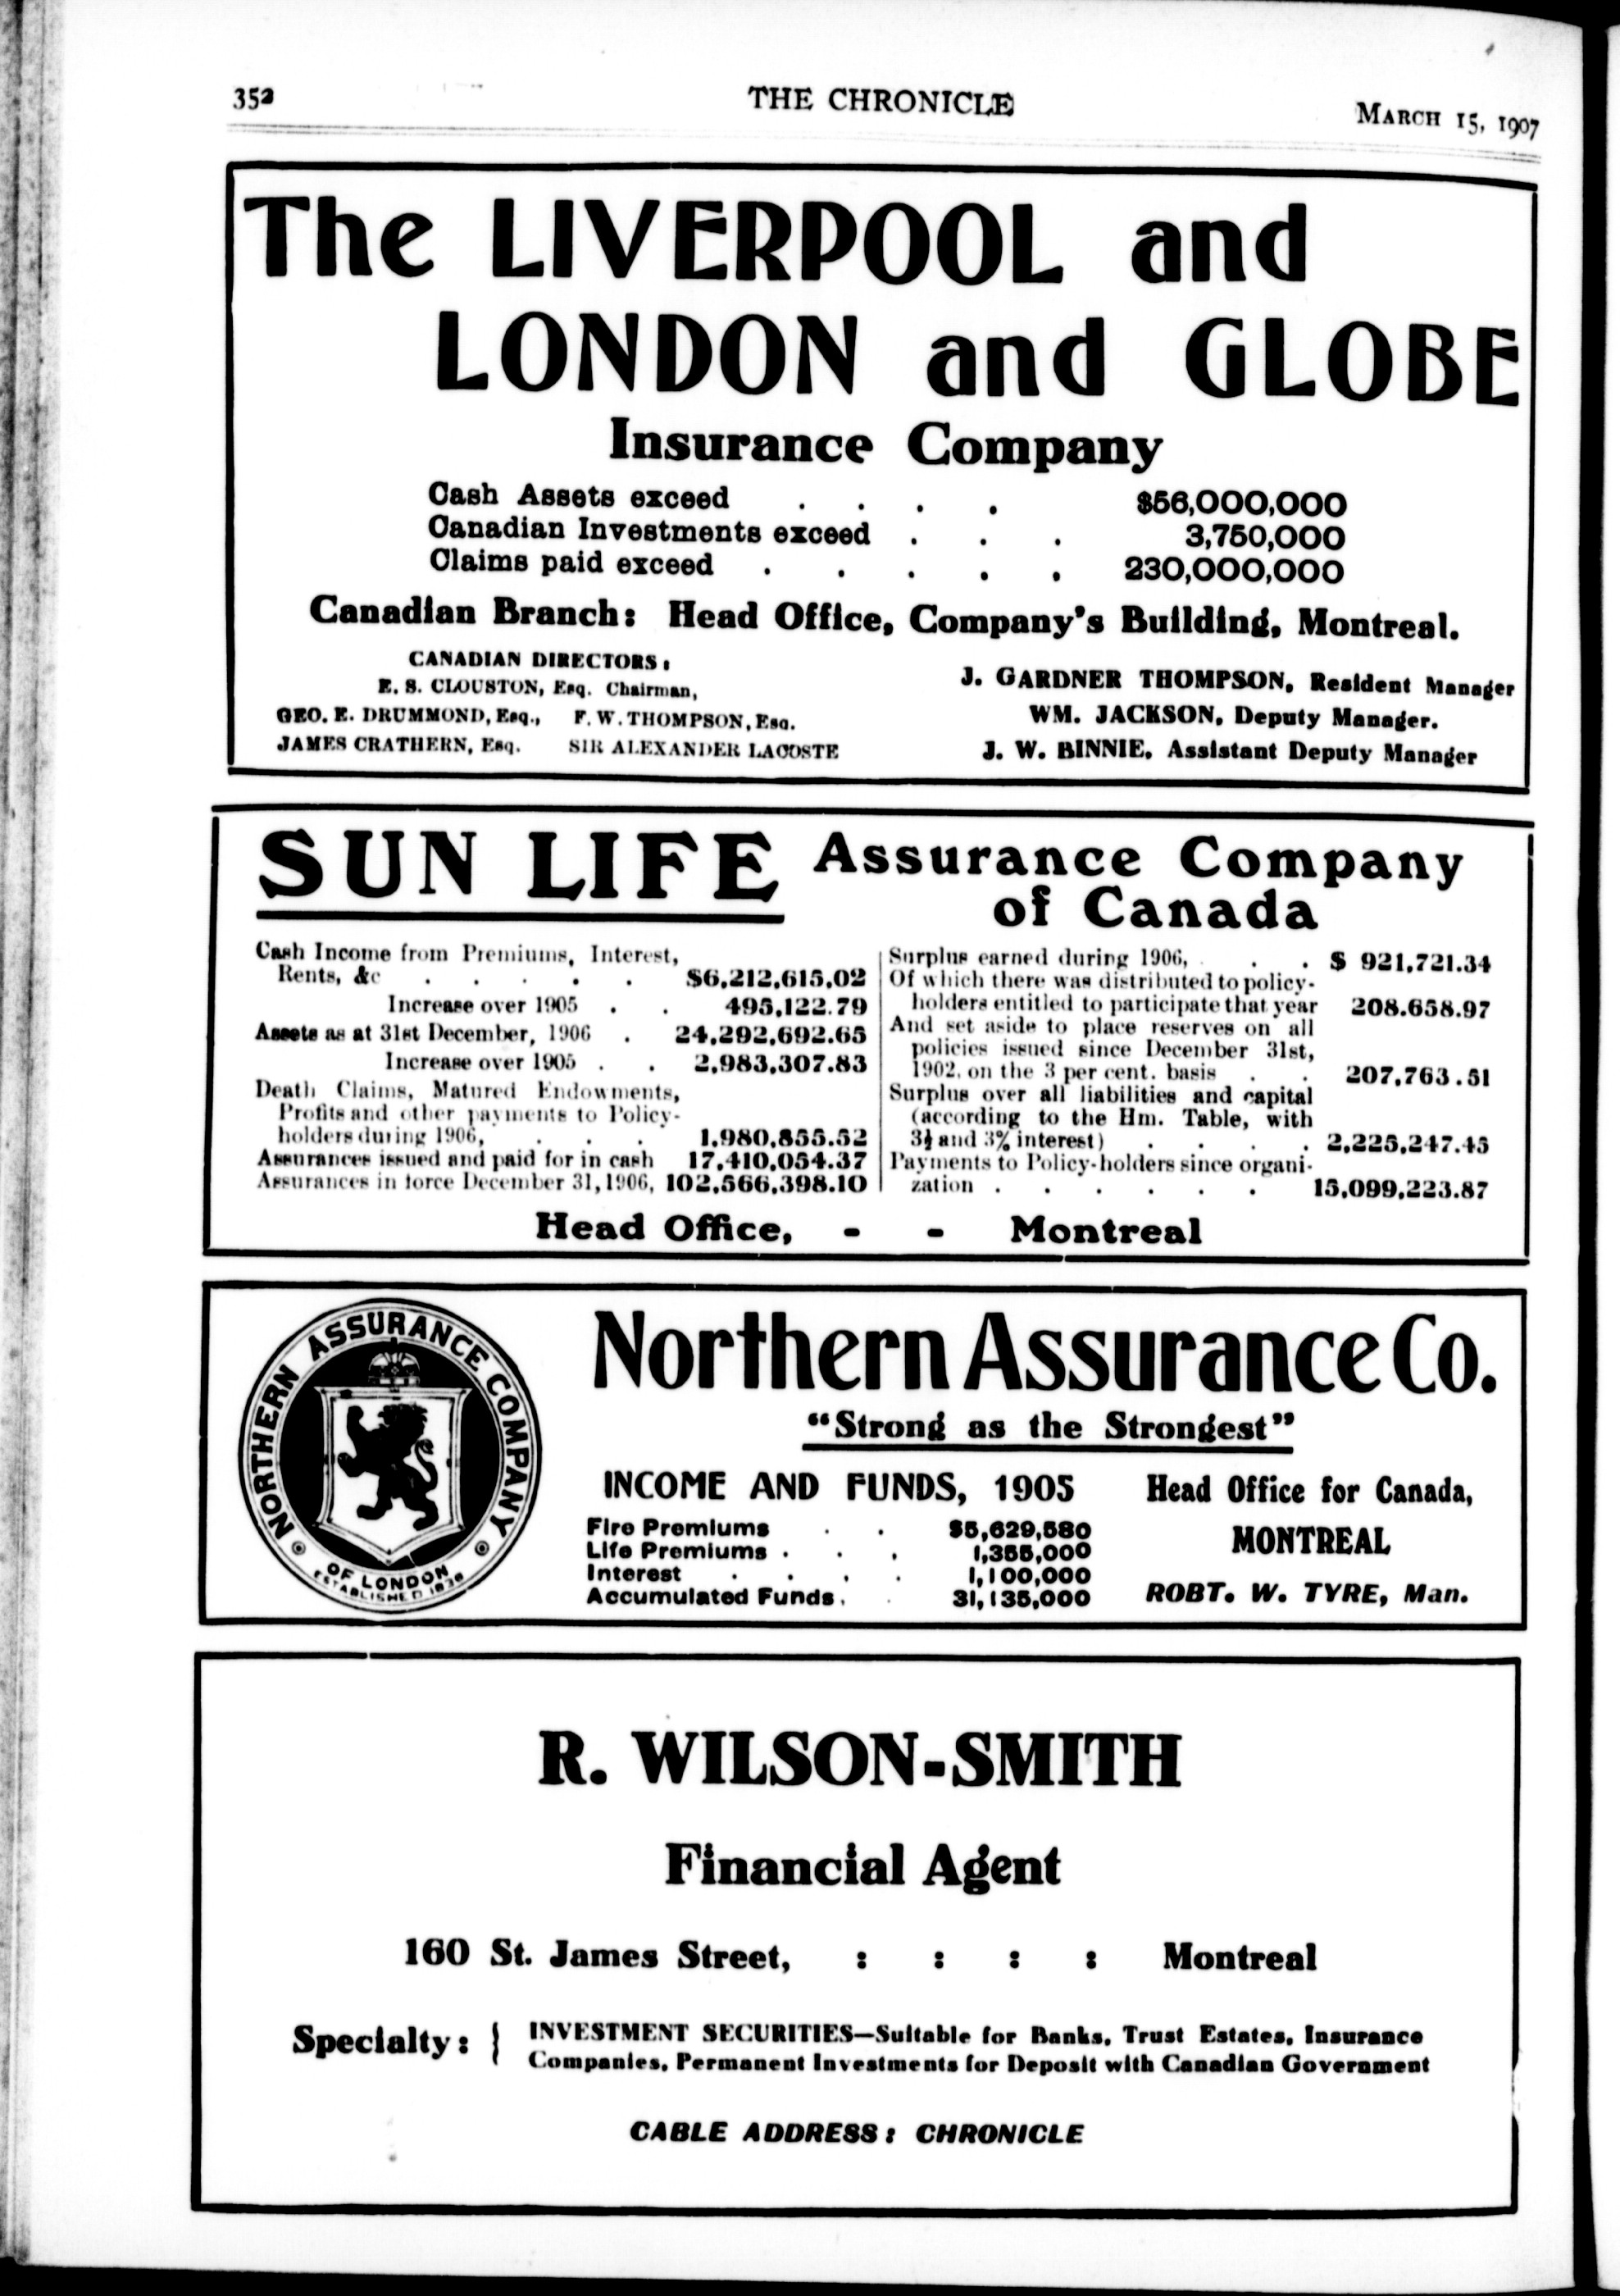 352
THE CHRONICLE
MARCH 15, 1907
The LIVERPOOL and
LONDON and GLOBE
Insurance Company
Cash Assets exceed . . . . $56,000,000
Canadian Investments exceed . . . 3,750,000
Claims paid exceed . . . . . 230,000,000
Canadian Branch: Head Office, Company's Building, Montreal.
CANADIAN DIRECTORS:
E. S. CLOUSTON, Esq. Chairman,
GEO. E. DRUMMOND, Esq., F. W. THOMPSON, Esq.
JAMES CRATHERN, Esq. SIR ALEXANDER LACOSTE
J. GARDNER THOMPSON, Resident Manager
WM. JACKSON, Deputy Manager.
J. W. BINNIE, Assistant Deputy Manager
SUN LIFE Assurance Company
of Canada
Cash Income from Premiums, Interest,
Rents, &c . . . . . $6,212,615.02
Increase over 1905 . . 495,122.79
Assets as at 31st December, 1906 . 24,292,692.65
Increase over 1905 . . 2,983,307.83
Death Claims, Matured Endowments,
Profits and other payments to Policy-
holders during 1906, . . . 1,980,855.52
Assurances issued and paid for in cash 17,410,054.37
Assurances in force December 31, 1906, 102,566,398.10
Surplus earned during 1906, . . $ 921,721.34
Of which there was distributed to policy-
holders entitled to participate that year 208.658.97
And set aside to place reserves on all
policies issued since December 31st,
1902, on the 3 per cent. basis . . 207,763.51
Surplus over all liabilities and capital
(according to the Hm. Table, with
3½ and 3% interest) . . . . 2,225,247.45
Payments to Policy-holders since organi-
zation . . . . . . 15,099,223.87
Head Office, - - Montreal
NORTHERN ASSURANCE COMPANY
OF LONDON
ESTABLISHED 1836
Northern Assurance Co.
"Strong as the Strongest"
INCOME AND FUNDS, 1905
Fire Premiums . . $5,629,580
Life Premiums . . . 1,355,000
Interest . . . . 1,100,000
Accumulated Funds . . 31,135,000
Head Office for Canada,
MONTREAL
ROBT. W. TYRE, Man.
R. WILSON-SMITH
Financial Agent
160 St. James Street, : : : : Montreal
Specialty: { INVESTMENT SECURITIES—Suitable for Banks, Trust Estates, Insurance
Companies, Permanent Investments for Deposit with Canadian Government
CABLE ADDRESS: CHRONICLE